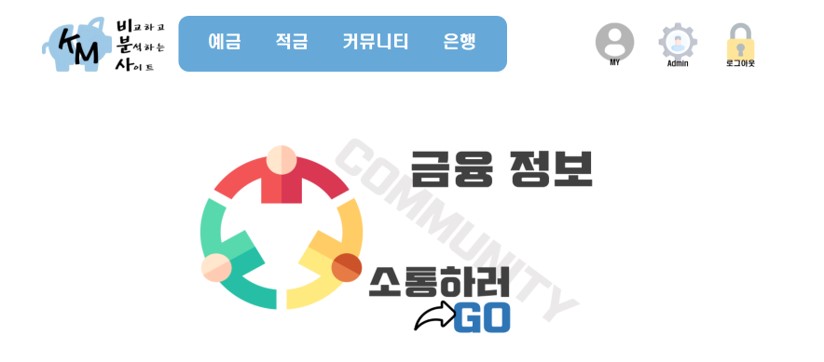 KM
비교하고
분석하는
사이트
예금 적금 커뮤니티 은행
MY Admin 로그아웃
COMMUNITY
금융 정보
소통하러
GO